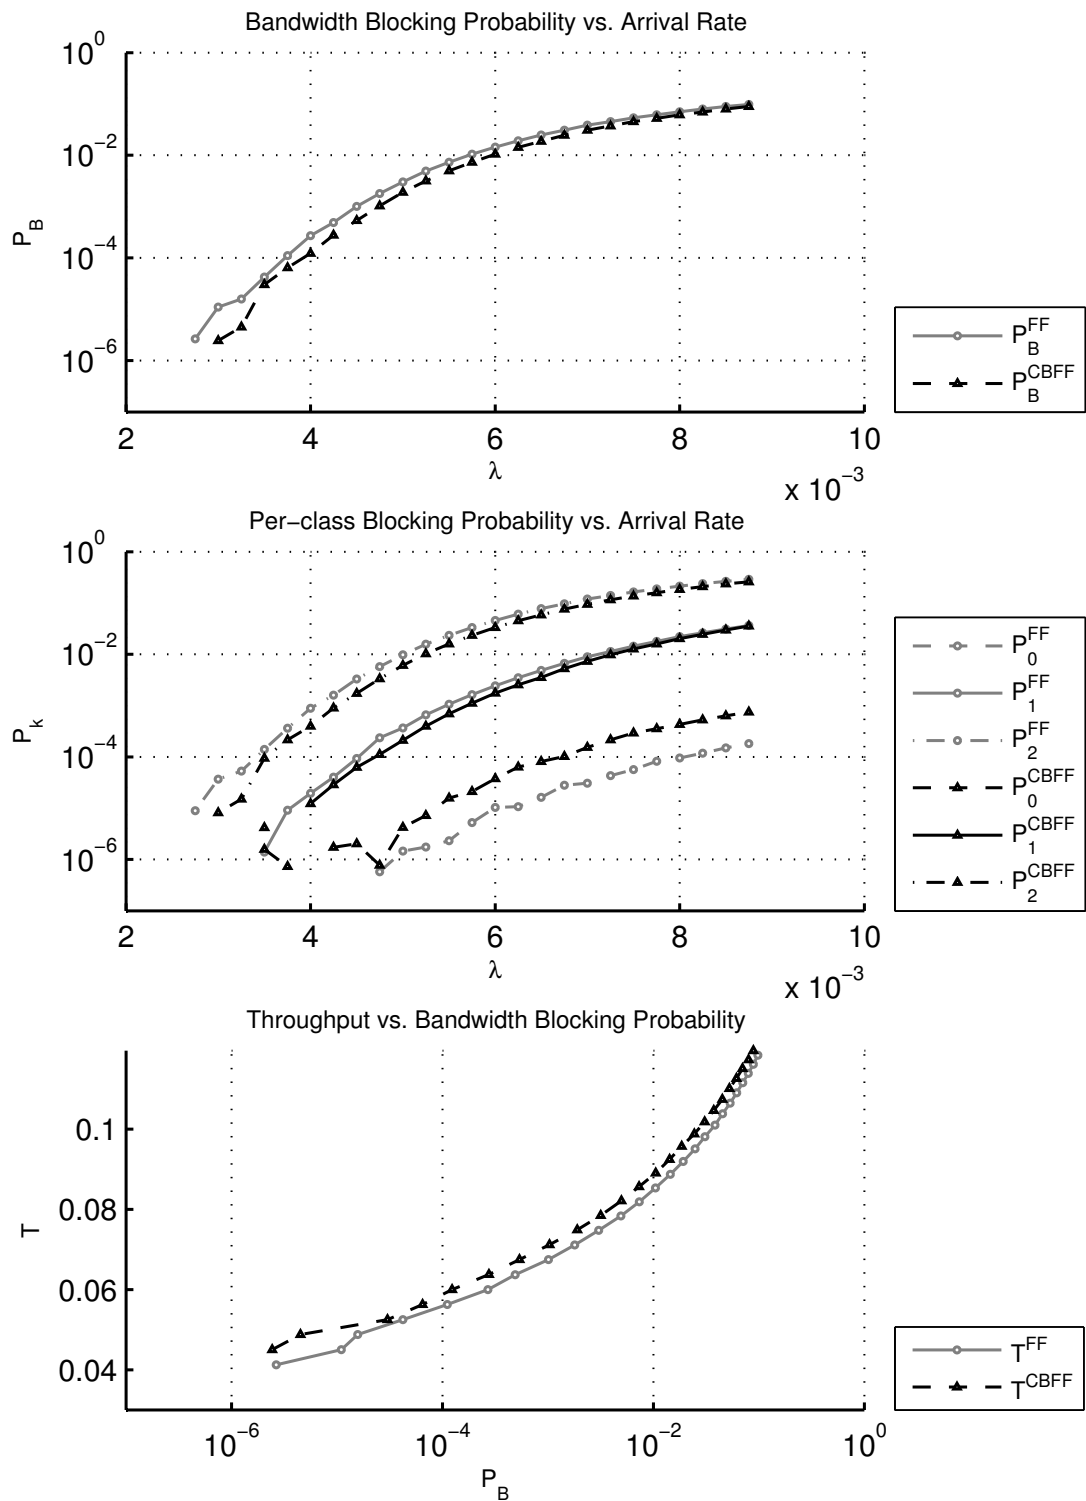 Bandwidth Blocking Probability vs. Arrival Rate
10^0
10^−2
10^−4
10^−6
P_B
2 4 6 8 10
λ
x 10^−3
P_B^FF
P_B^CBFF
Per−class Blocking Probability vs. Arrival Rate
10^0
10^−2
10^−4
10^−6
P_k
2 4 6 8 10
λ
x 10^−3
P_0^FF
P_1^FF
P_2^FF
P_0^CBFF
P_1^CBFF
P_2^CBFF
Throughput vs. Bandwidth Blocking Probability
0.1
0.08
0.06
0.04
T
10^−6 10^−4 10^−2 10^0
P_B
T^FF
T^CBFF